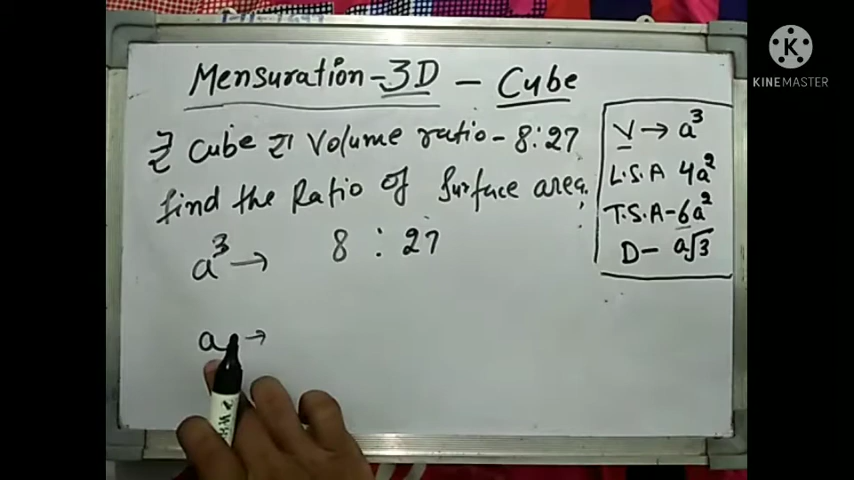 Mensuration-3D - Cube
Cube Volume ratio - 8:27
find the Ratio of Surface area.
a³ → 8 : 27
a →
V → a³
L.S.A 4a²
T.S.A - 6a²
D - a√3
K
KINEMASTER